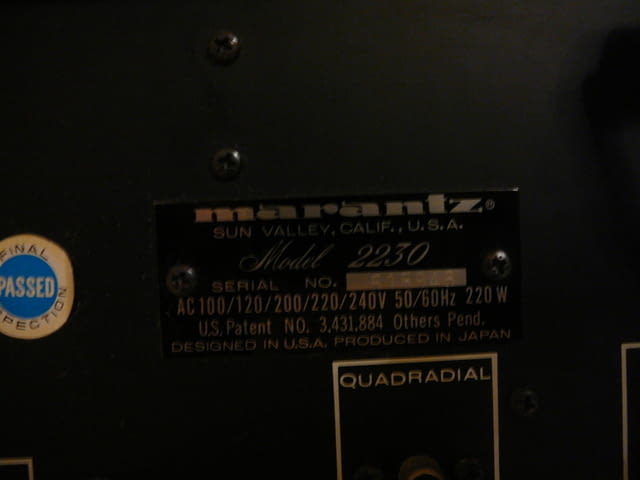 marantz®
SUN VALLEY, CALIF., U.S.A.
Model 2230
SERIAL NO.
AC 100/120/200/220/240V 50/60Hz 220 W
U.S. Patent NO. 3,431,884 Others Pend.
DESIGNED IN U.S.A. PRODUCED IN JAPAN
FINAL
PASSED
QUADRADIAL